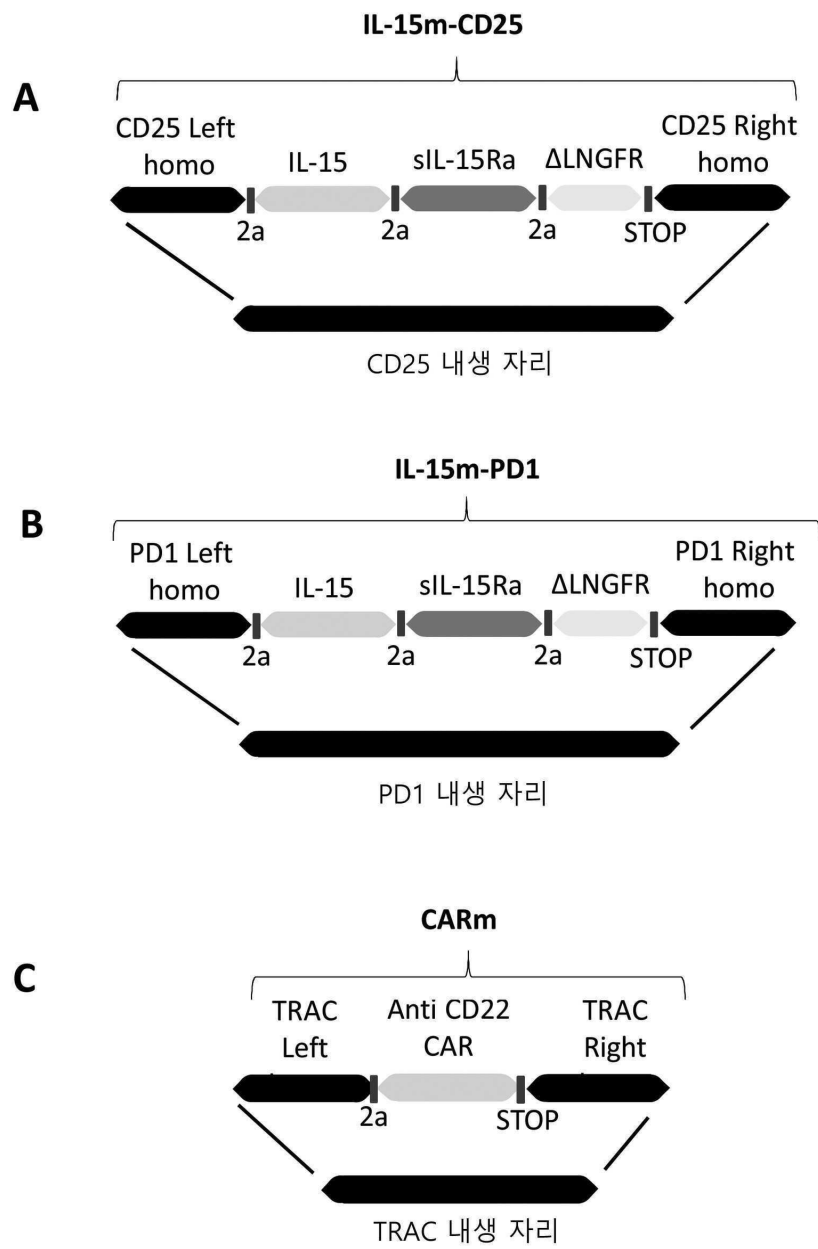 IL-15m-CD25
A
CD25 Left
homo
IL-15
sIL-15Ra
ΔLNGFR
CD25 Right
homo
2a
2a
2a
STOP
CD25 내생 자리
IL-15m-PD1
B
PD1 Left
homo
IL-15
sIL-15Ra
ΔLNGFR
PD1 Right
homo
2a
2a
2a
STOP
PD1 내생 자리
CARm
C
TRAC
Left
Anti CD22
CAR
TRAC
Right
2a
STOP
TRAC 내생 자리